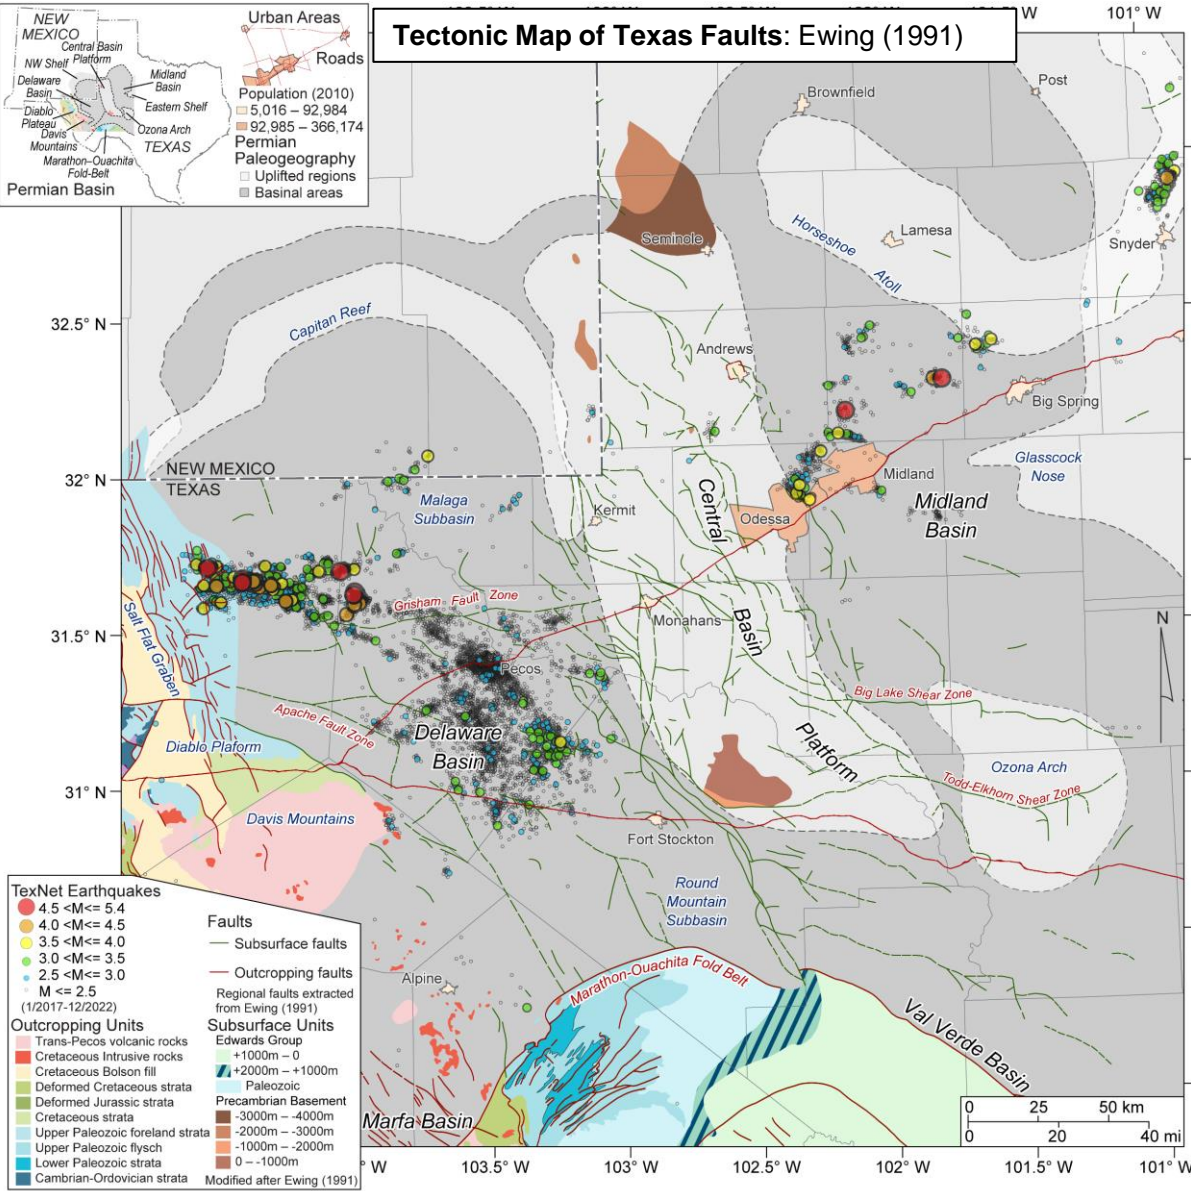 Tectonic Map of Texas Faults: Ewing (1991)
101° W
NEW
MEXICO
Central Basin
Platform
NW Shelf
Delaware
Basin
Midland
Basin
Diablo
Plateau
Eastern Shelf
Davis
Mountains
Ozona Arch
TEXAS
Marathon–Ouachita
Fold-Belt
Permian Basin
Urban Areas
Roads
Population (2010)
5,016 – 92,984
92,985 – 366,174
Permian
Paleogeography
Uplifted regions
Basinal areas
Brownfield
Post
Seminole
Horseshoe
Atoll
Lamesa
Snyder
32.5° N
Capitan Reef
Andrews
Big Spring
NEW MEXICO
TEXAS
32° N
Malaga
Subbasin
Kermit
Central
Basin
Platform
Odessa
Midland
Midland
Basin
Glasscock
Nose
Grisham Fault Zone
Monahans
N
31.5° N
Salt Flat Graben
Pecos
Big Lake Shear Zone
Apache Fault Zone
Delaware
Basin
Diablo Plaform
31° N
Ozona Arch
Todd-Elkhorn Shear Zone
Davis Mountains
Fort Stockton
Round
Mountain
Subbasin
Alpine
Marathon-Ouachita Fold Belt
Val Verde Basin
Marfa Basin
TexNet Earthquakes
4.5 <M<= 5.4
4.0 <M<= 4.5
3.5 <M<= 4.0
3.0 <M<= 3.5
2.5 <M<= 3.0
M <= 2.5
(1/2017-12/2022)
Outcropping Units
Trans-Pecos volcanic rocks
Cretaceous Intrusive rocks
Cretaceous Bolson fill
Deformed Cretaceous strata
Deformed Jurassic strata
Cretaceous strata
Upper Paleozoic foreland strata
Upper Paleozoic flysch
Lower Paleozoic strata
Cambrian-Ordovician strata
Faults
Subsurface faults
Outcropping faults
Regional faults extracted
from Ewing (1991)
Subsurface Units
Edwards Group
+1000m – 0
+2000m – +1000m
Paleozoic
Precambrian Basement
-3000m – -4000m
-2000m – -3000m
-1000m – -2000m
0 – -1000m
Modified after Ewing (1991)
0 25 50 km
0 20 40 mi
° W
103.5° W
103° W
102.5° W
102° W
101.5° W
101° W